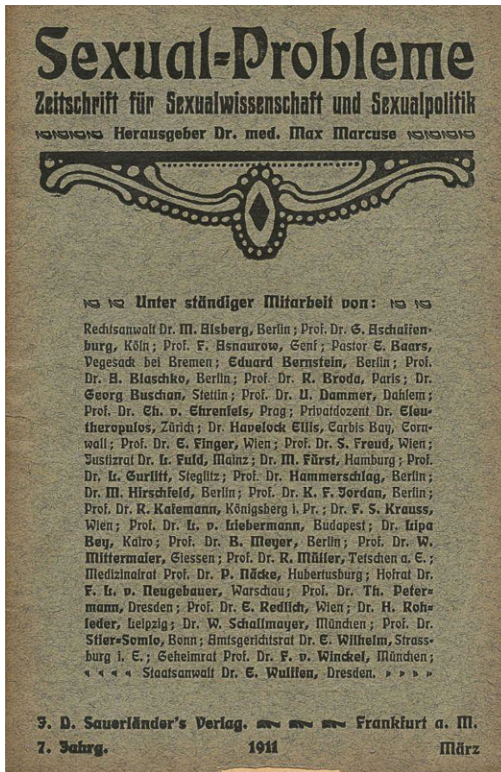 Sexual-Probleme
Zeitschrift für Sexualwissenschaft und Sexualpolitik
Herausgeber Dr. med. Max Marcuse
Unter ständiger Mitarbeit von:
Rechtsanwalt Dr. M. Alsberg, Berlin; Prof. Dr. G. Aschaffen-
burg, Köln; Prof. F. Asnaurow, Genf; Pastor E. Baars,
Vegesack bei Bremen; Eduard Bernstein, Berlin; Prof.
Dr. A. Blaschko, Berlin; Prof. Dr. R. Broda, Paris; Dr.
Georg Buschan, Stettin; Prof. Dr. U. Dammer, Dahlem;
Prof. Dr. Ch. v. Ehrenfels, Prag; Privatdozent Dr. Eleu-
theropulos, Zürich; Dr. Havelock Ellis, Carbis Bay, Corn-
wall; Prof. Dr. E. Finger, Wien; Prof. Dr. S. Freud, Wien;
Justizrat Dr. L. Fuld, Mainz; Dr. M. Fürst, Hamburg; Prof.
Dr. L. Gurlitt, Steglitz; Prof. Dr. Hammerschlag, Berlin;
Dr. M. Hirschfeld, Berlin; Prof. Dr. K. F. Jordan, Berlin;
Prof. Dr. R. Kafemann, Königsberg i. Pr.; Dr. F. S. Krauss,
Wien; Prof. Dr. L. v. Liebermann, Budapest; Dr. Lipa
Bey, Kairo; Prof. Dr. B. Meyer, Berlin; Prof. Dr. W.
Mittermaier, Giessen; Prof. Dr. R. Müller, Tetschen a. E.;
Medizinalrat Prof. Dr. P. Näcke, Hubertusburg; Hofrat Dr.
F. L. v. Neugebauer, Warschau; Prof. Dr. Th. Peter-
mann, Dresden; Prof. Dr. E. Redlich, Wien; Dr. H. Roh-
leder, Leipzig; Dr. W. Schallmayer, München; Prof. Dr.
Stier-Somlo, Bonn; Amtsgerichtsrat Dr. E. Wilhelm, Strass-
burg i. E.; Geheimrat Prof. Dr. F. v. Winckel, München;
Staatsanwalt Dr. E. Wulffen, Dresden.
J. D. Sauerländer's Verlag. Frankfurt a. M.
7. Jahrg. 1911 März